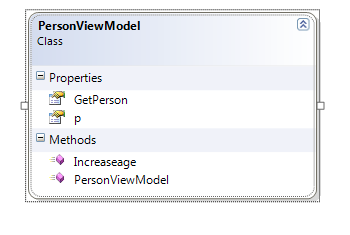 PersonViewModel
Class
Properties
GetPerson
p
Methods
Increaseage
PersonViewModel